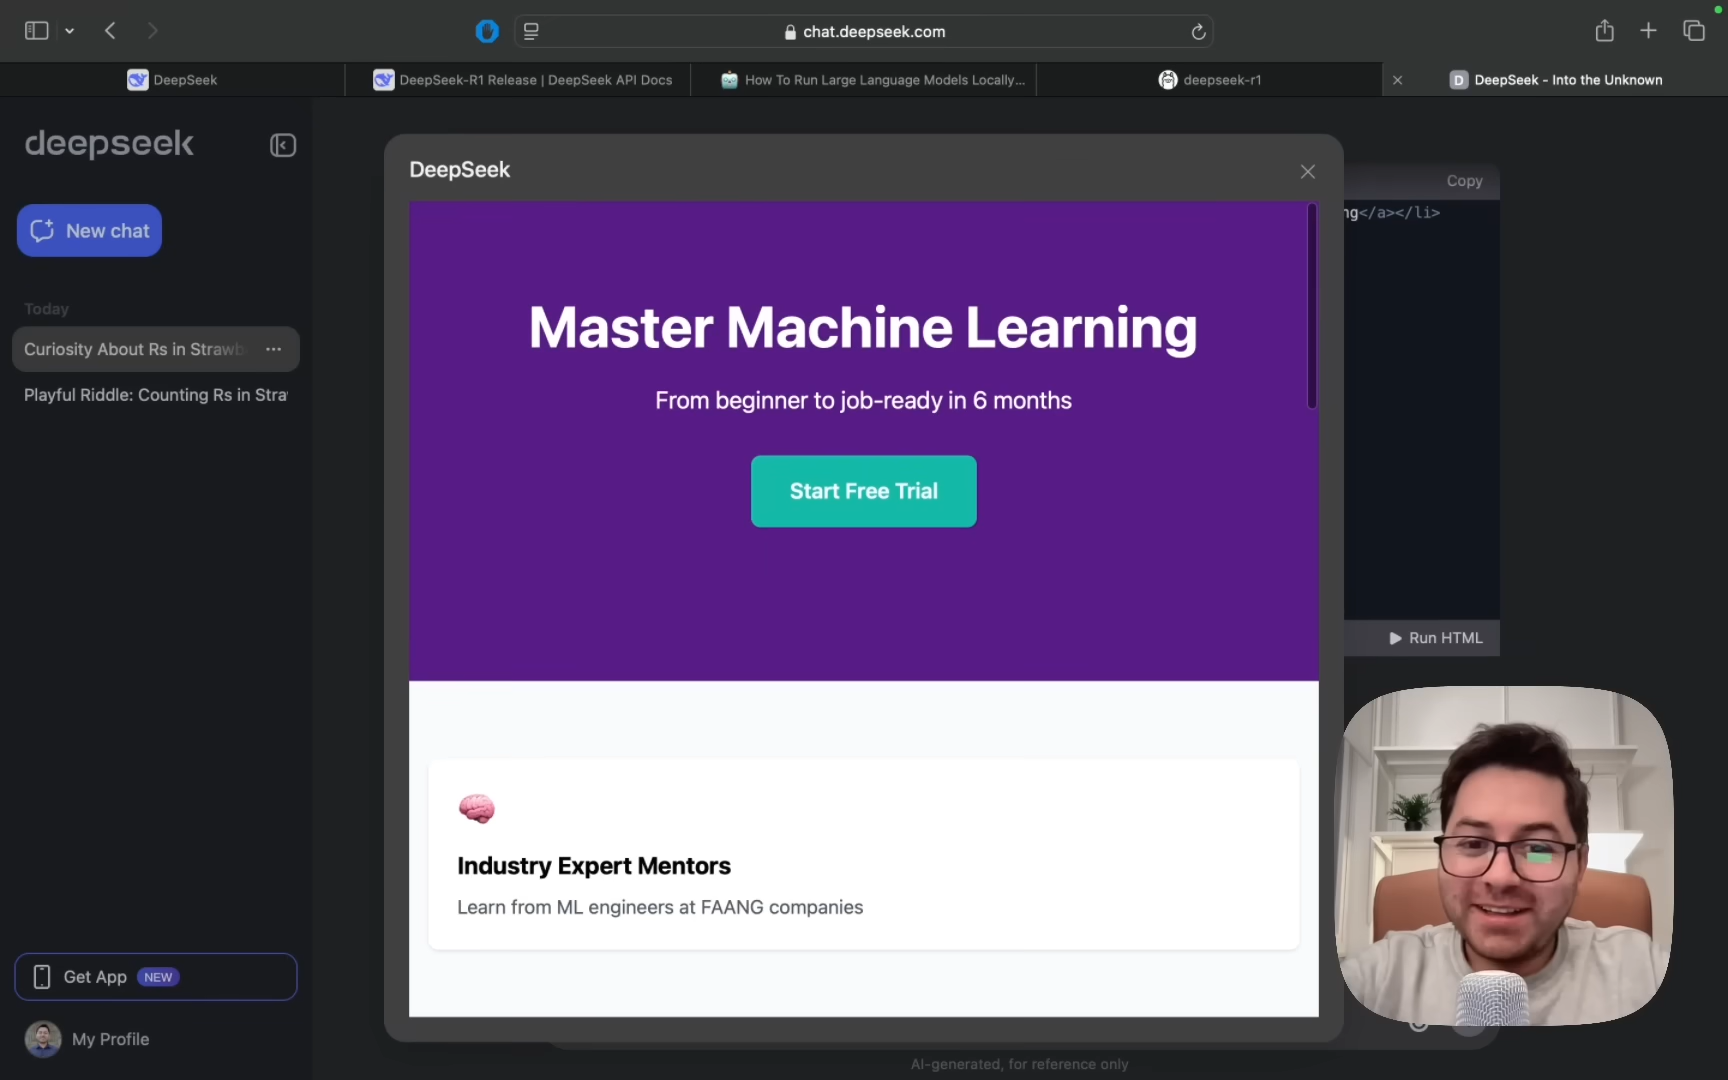 chat.deepseek.com
DeepSeek
DeepSeek-R1 Release | DeepSeek API Docs
How To Run Large Language Models Locally...
deepseek-r1
D DeepSeek - Into the Unknown
deepseek
New chat
Today
Curiosity About Rs in Strawb
Playful Riddle: Counting Rs in Stra
Get App NEW
My Profile
DeepSeek
Master Machine Learning
From beginner to job-ready in 6 months
Start Free Trial
Industry Expert Mentors
Learn from ML engineers at FAANG companies
Copy
ng</a></li>
Run HTML
AI-generated, for reference only